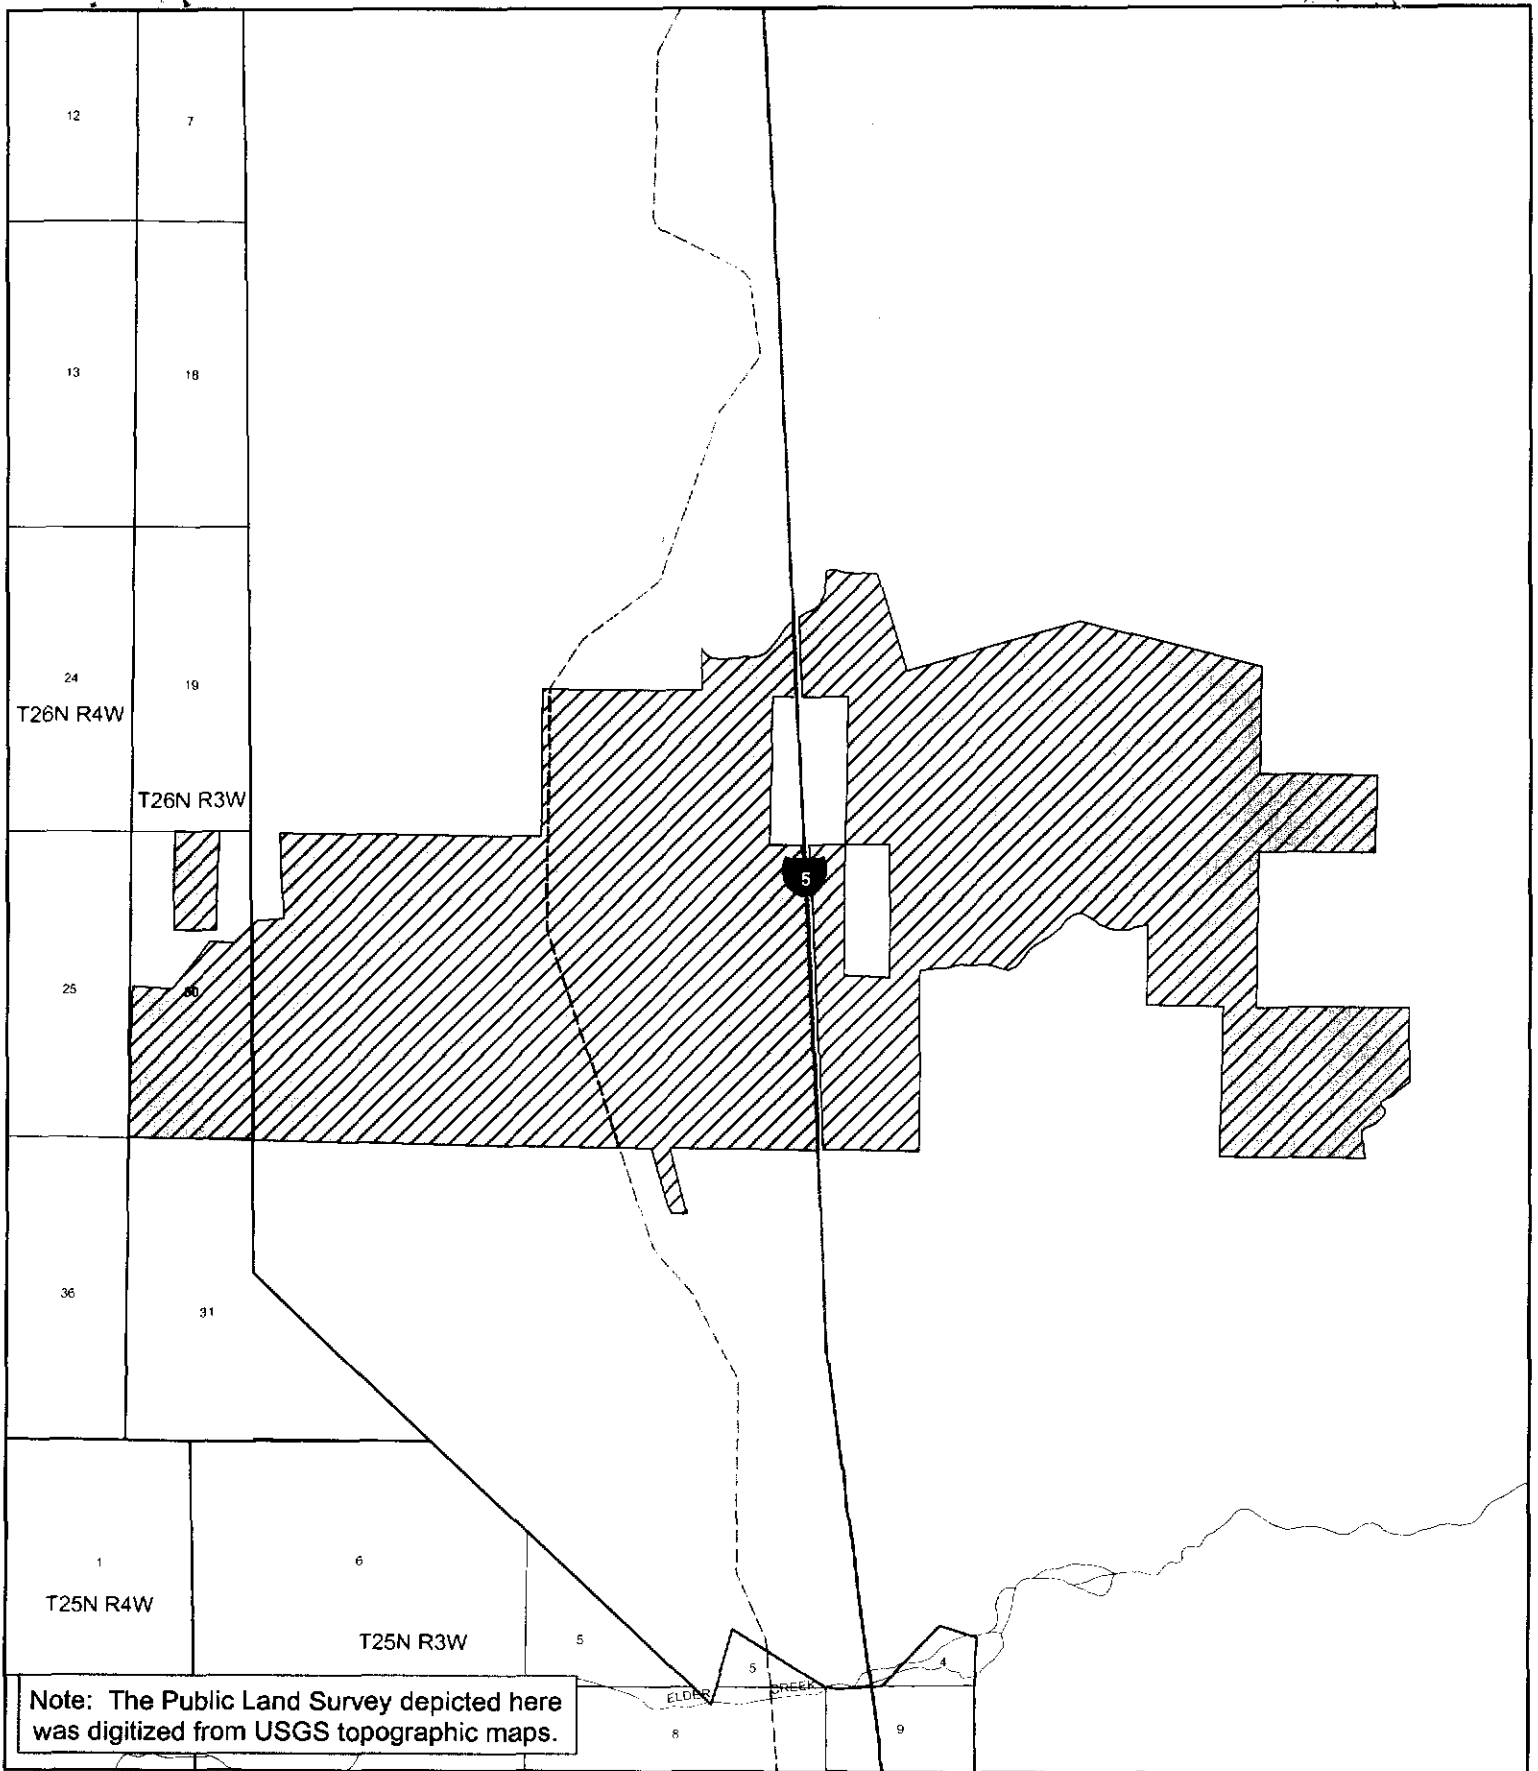 12
7
13
18
24
19
T26N R4W
T26N R3W
5
25
30
36
31
1
6
T25N R4W
T25N R3W
5
5
4
ELDER CREEK
8
9
Note: The Public Land Survey depicted here
was digitized from USGS topographic maps.